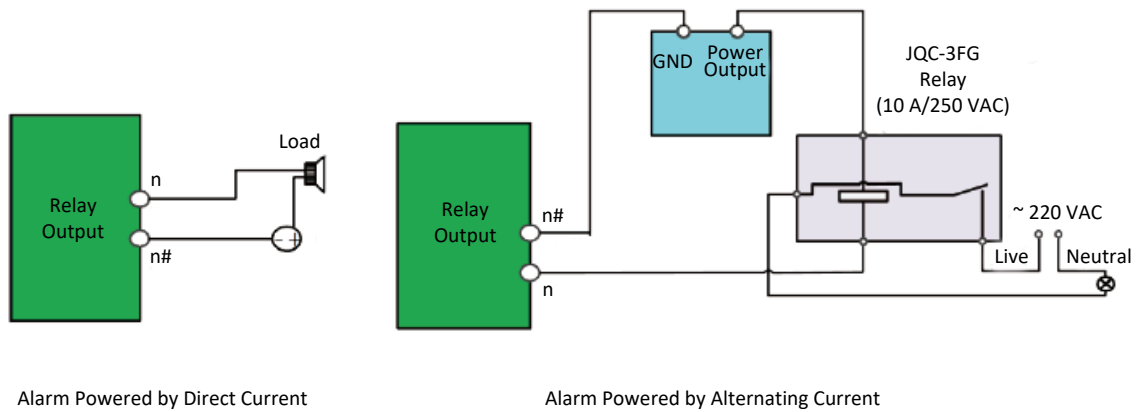 Relay
Output
n
n#
Load
Alarm Powered by Direct Current
GND
Power
Output
JQC-3FG
Relay
(10 A/250 VAC)
Relay
Output
n#
n
~ 220 VAC
Live
Neutral
Alarm Powered by Alternating Current